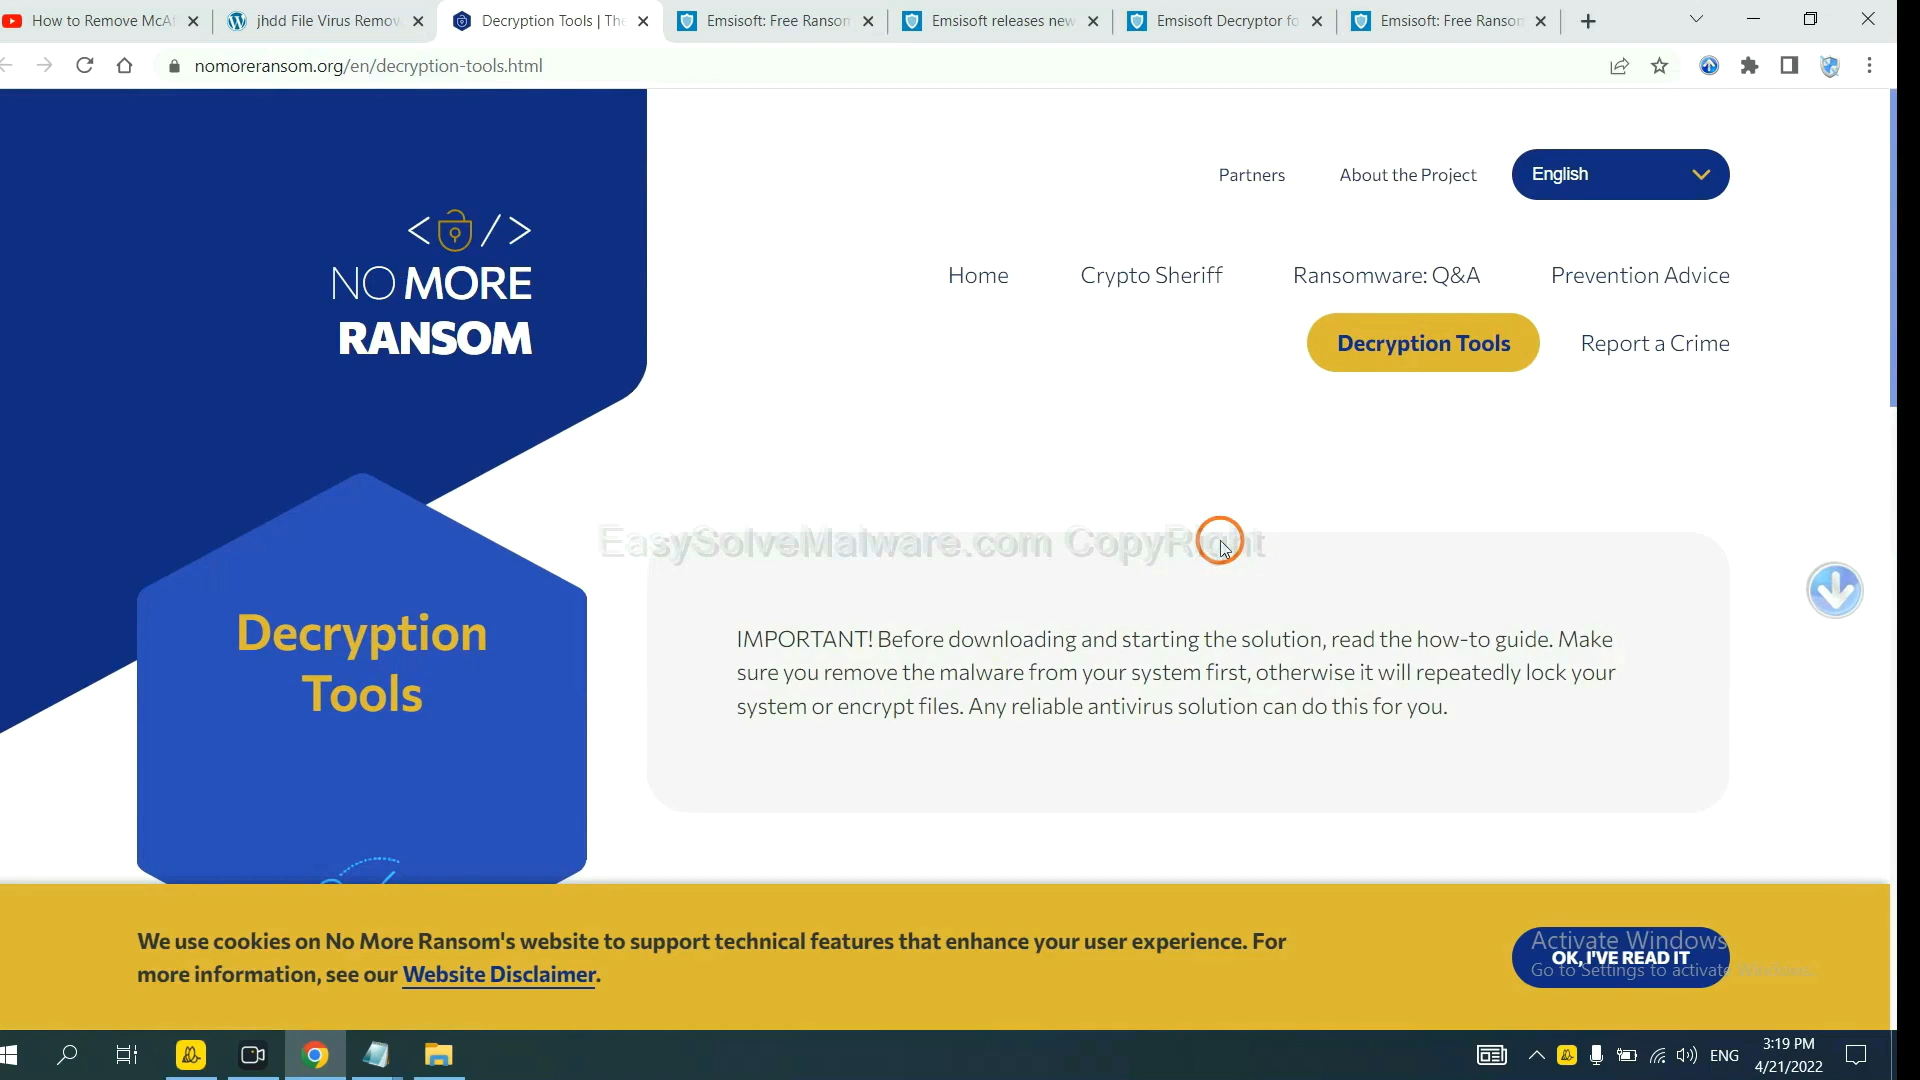 How to Remove McAf
jhdd File Virus Remov
Decryption Tools | The
Emsisoft: Free Ransom
Emsisoft releases new
Emsisoft Decryptor fo
Emsisoft: Free Ransom
nomoreransom.org/en/decryption-tools.html
Partners
About the Project
English
NO MORE
RANSOM
Home
Crypto Sheriff
Ransomware: Q&A
Prevention Advice
Decryption Tools
Report a Crime
EasySolveMalware.com CopyRight
Decryption
Tools
IMPORTANT! Before downloading and starting the solution, read the how-to guide. Make
sure you remove the malware from your system first, otherwise it will repeatedly lock your
system or encrypt files. Any reliable antivirus solution can do this for you.
We use cookies on No More Ransom's website to support technical features that enhance your user experience. For
more information, see our Website Disclaimer.
Activate Windows
OK, I'VE READ IT
Go to Settings to activate Windows.
ENG
3:19 PM
4/21/2022